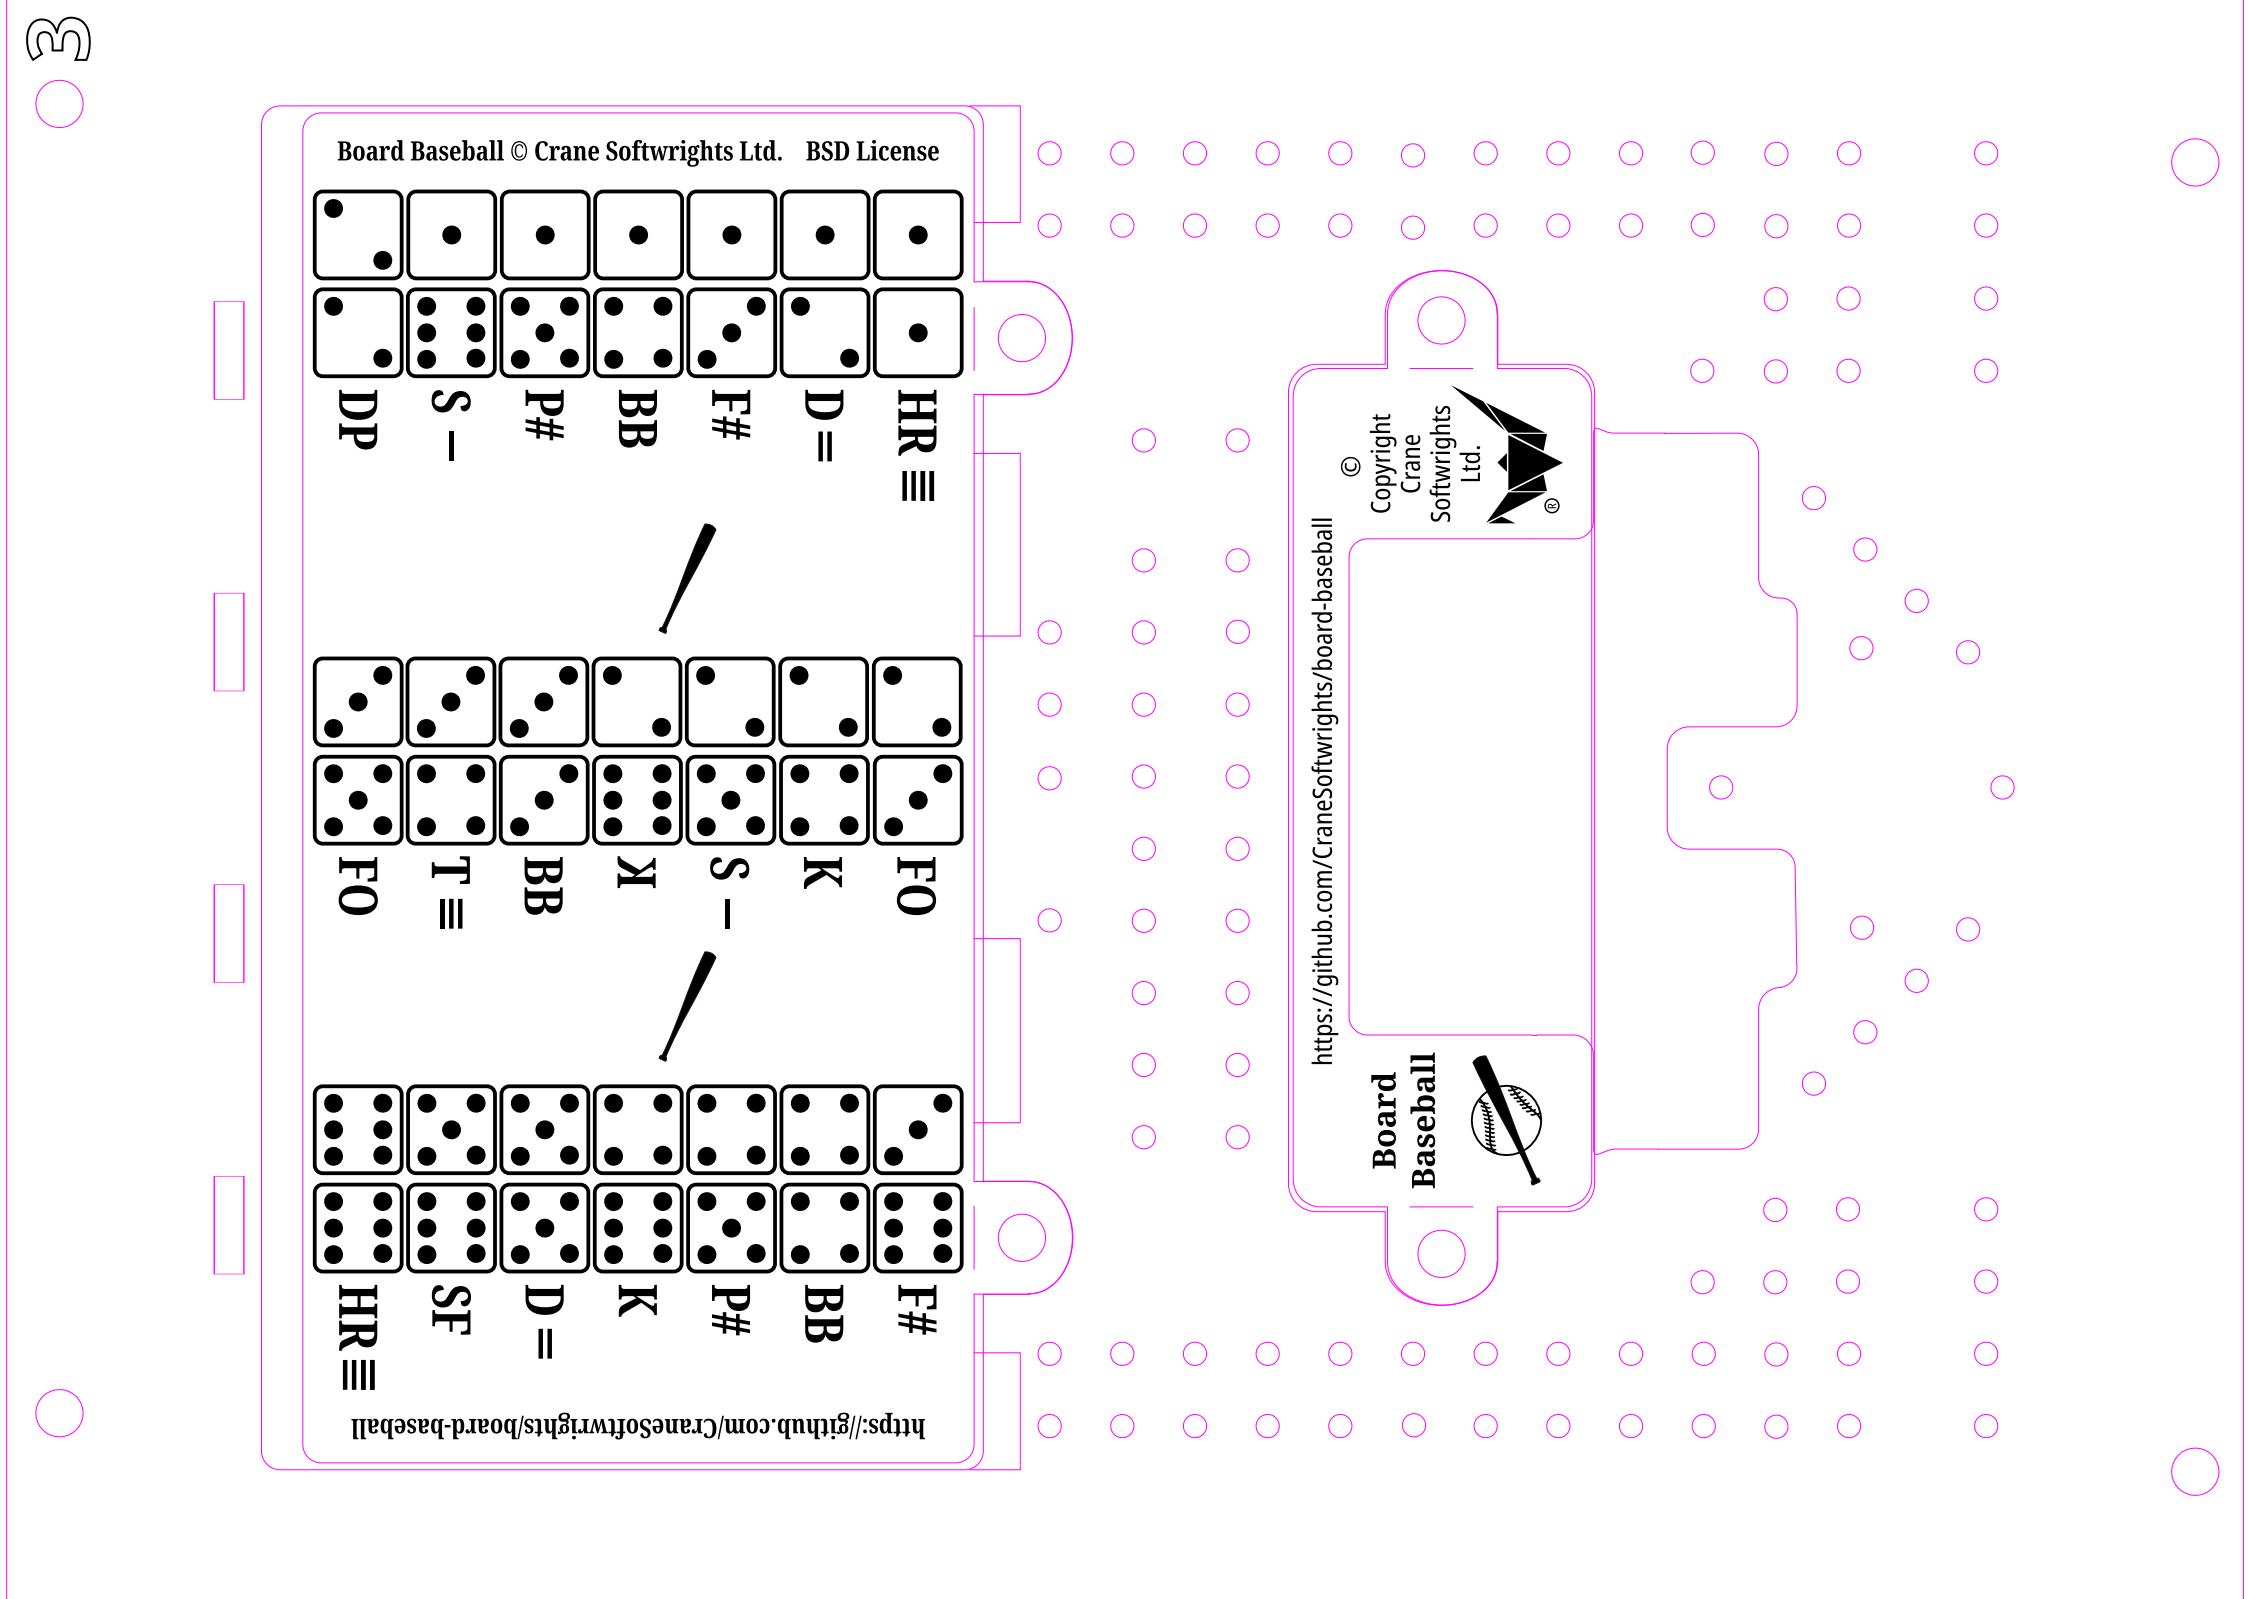 3
Board Baseball © Crane Softwrights Ltd. BSD License
DP
S –
P#
BB
F#
D =
HR ≣
FO
T ≡
BB
ꓘ
S –
K
FO
HR≣
SF
D =
K
P#
BB
F#
https://github.com/CraneSoftwrights/board-baseball
https://github.com/CraneSoftwrights/board-baseball
©
Copyright
Crane
Softwrights
Ltd.
®
Board
Baseball